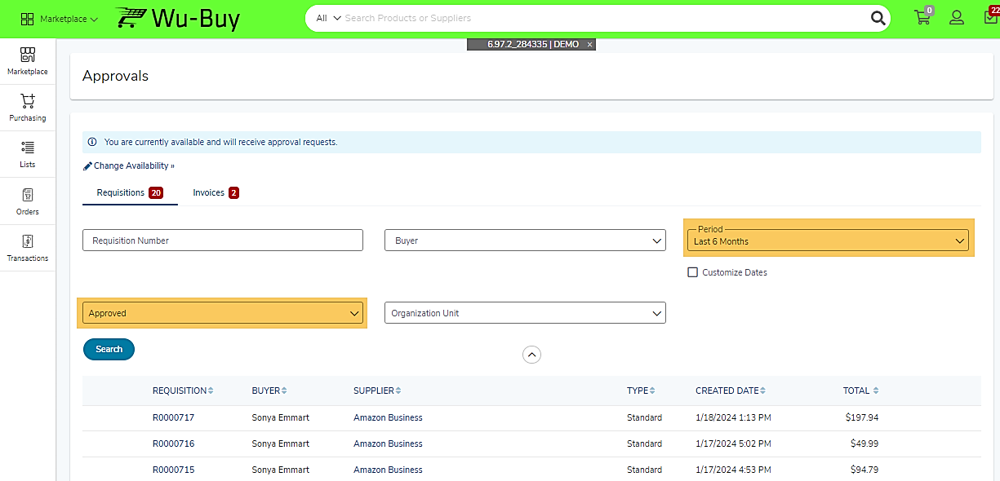 Marketplace
Wu-Buy
All Search Products or Suppliers
0
22
6.97.2_284335 | DEMO ×
Marketplace
Purchasing
Lists
Orders
Transactions
Approvals
You are currently available and will receive approval requests.
Change Availability »
Requisitions 20 Invoices 2
Requisition Number
Buyer
Period
Last 6 Months
Customize Dates
Approved
Organization Unit
Search
REQUISITION BUYER SUPPLIER TYPE CREATED DATE TOTAL
R0000717 Sonya Emmart Amazon Business Standard 1/18/2024 1:13 PM $197.94
R0000716 Sonya Emmart Amazon Business Standard 1/17/2024 5:02 PM $49.99
R0000715 Sonya Emmart Amazon Business Standard 1/17/2024 4:53 PM $94.79